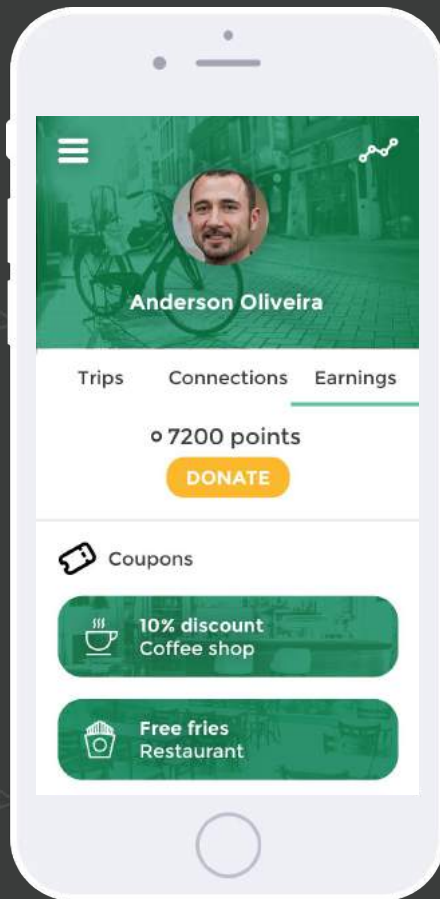 Anderson Oliveira
Trips Connections Earnings
7200 points
DONATE
Coupons
10% discount
Coffee shop
Free fries
Restaurant